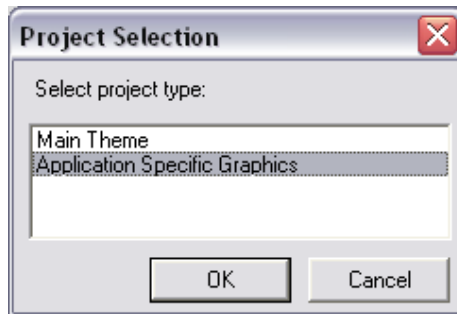 Project Selection
Select project type:
Main Theme
Application Specific Graphics
OK Cancel